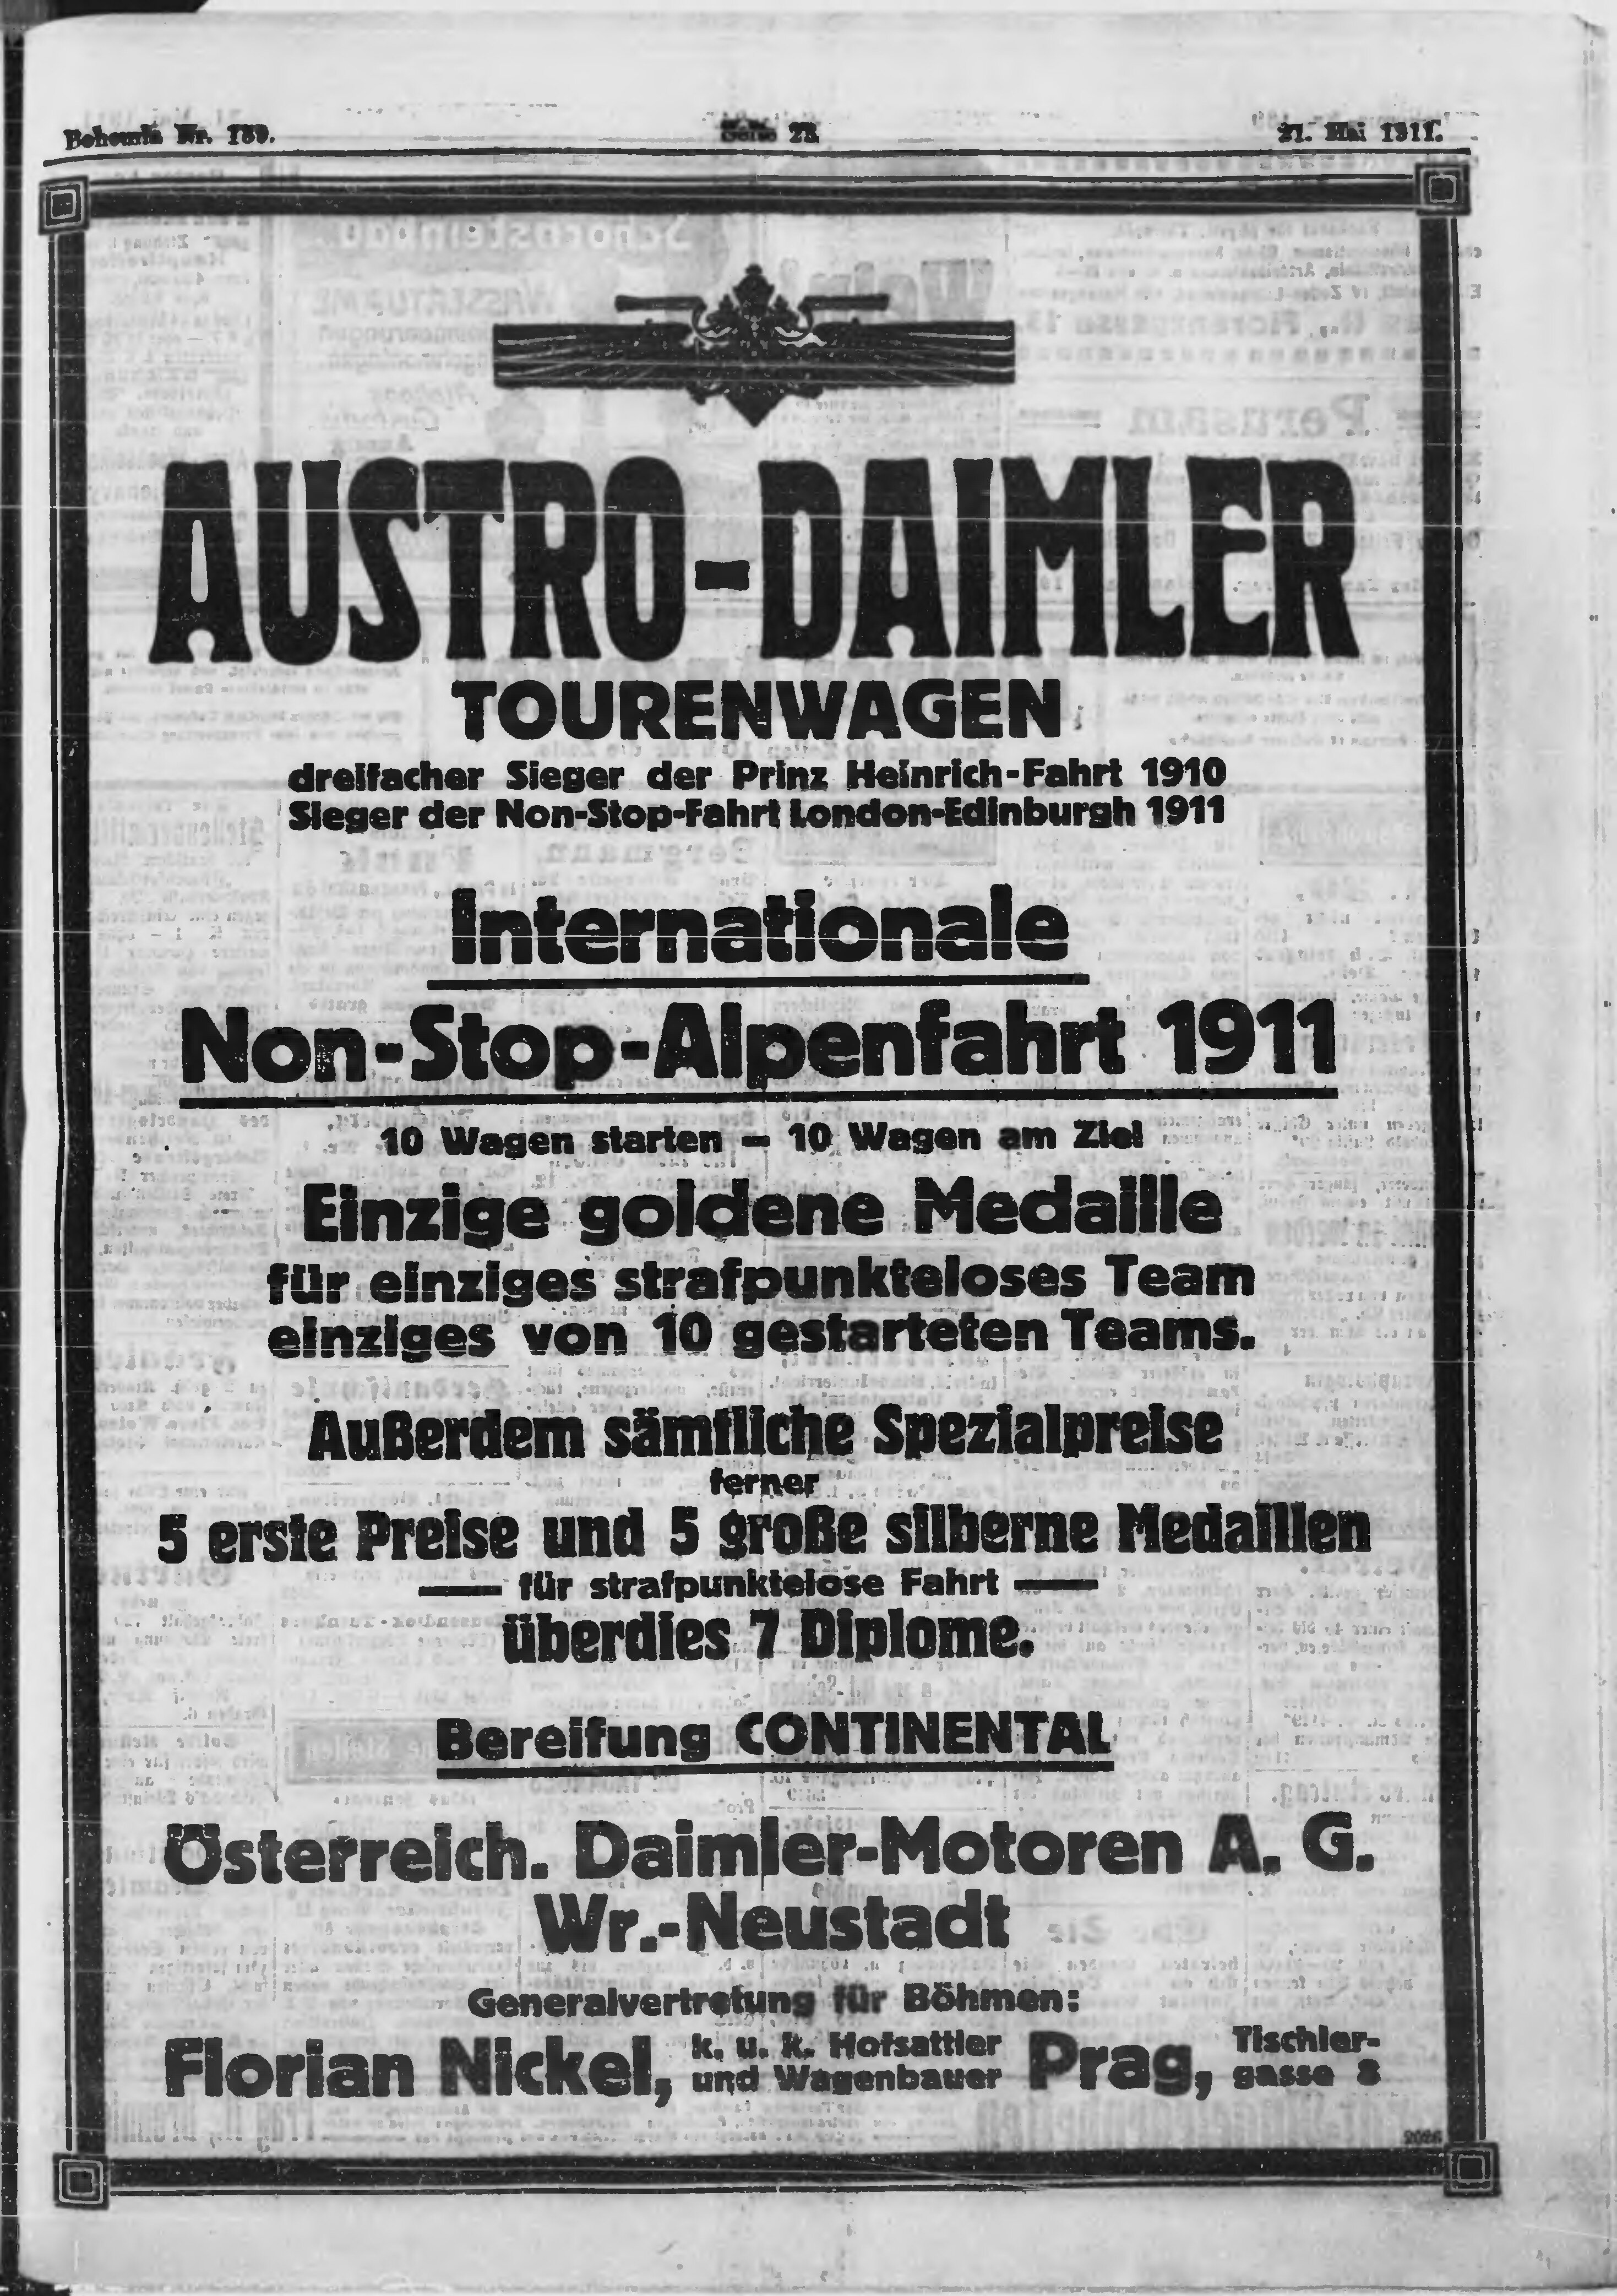 Bohemia Nr. 139.
Seite 23.
21. Mai 1911.
AUSTRO-DAIMLER
TOURENWAGEN
dreifacher Sieger der Prinz Heinrich-Fahrt 1910
Sieger der Non-Stop-Fahrt London-Edinburgh 1911
Internationale
Non-Stop-Alpenfahrt 1911
10 Wagen starten — 10 Wagen am Ziel
Einzige goldene Medaille
für einziges strafpunkteloses Team
einziges von 10 gestarteten Teams.
Außerdem sämtliche Spezialpreise
ferner
5 erste Preise und 5 große silberne Medaillen
— für strafpunktelose Fahrt —
überdies 7 Diplome.
Bereifung CONTINENTAL
Österreich. Daimler-Motoren A. G.
Wr.-Neustadt
Generalvertretung für Böhmen:
Florian Nickel, k. u. k. Hofsattler und Wagenbauer Prag, Tischler-
gasse 8